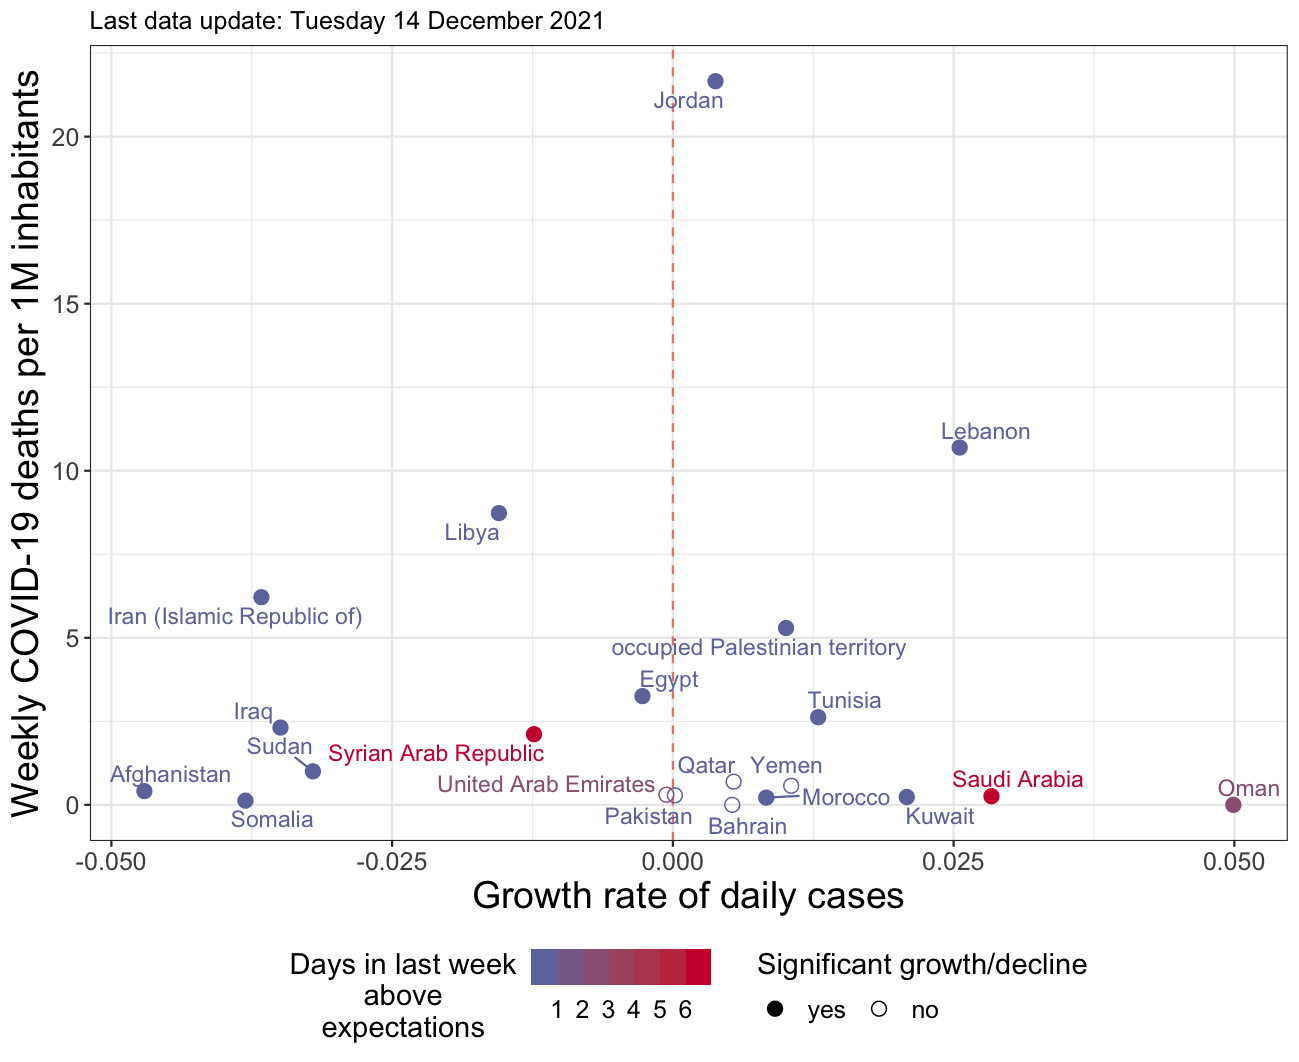 Last data update: Tuesday 14 December 2021
Weekly COVID-19 deaths per 1M inhabitants
20
15
10
5
0
Jordan
Lebanon
Libya
Iran (Islamic Republic of)
occupied Palestinian territory
Egypt
Tunisia
Iraq
Sudan
Syrian Arab Republic
Qatar
Yemen
Afghanistan
United Arab Emirates
Saudi Arabia
Oman
Morocco
Somalia
Pakistan
Bahrain
Kuwait
-0.050 -0.025 0.000 0.025 0.050
Growth rate of daily cases
Days in last week
above
expectations
1 2 3 4 5 6
Significant growth/decline
yes no